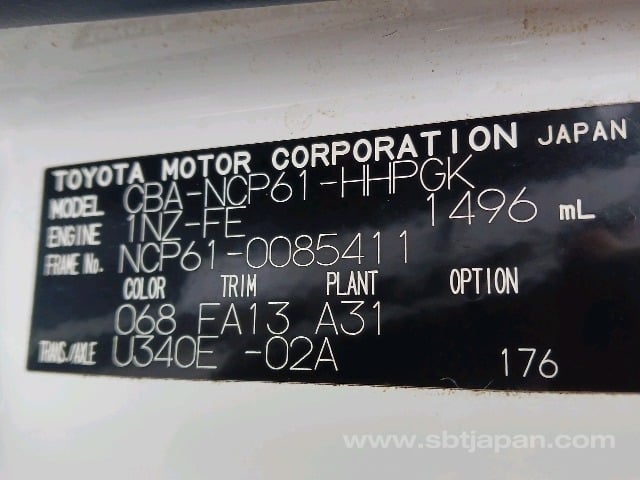 TOYOTA MOTOR CORPORATION JAPAN
MODEL CBA-NCP61-HHPGK
ENGINE 1NZ-FE 1496 mL
FRAME No. NCP61-0085411
COLOR TRIM PLANT OPTION
068 FA13 A31
TRANS./AXLE U340E -02A 176
www.sbtjapan.com